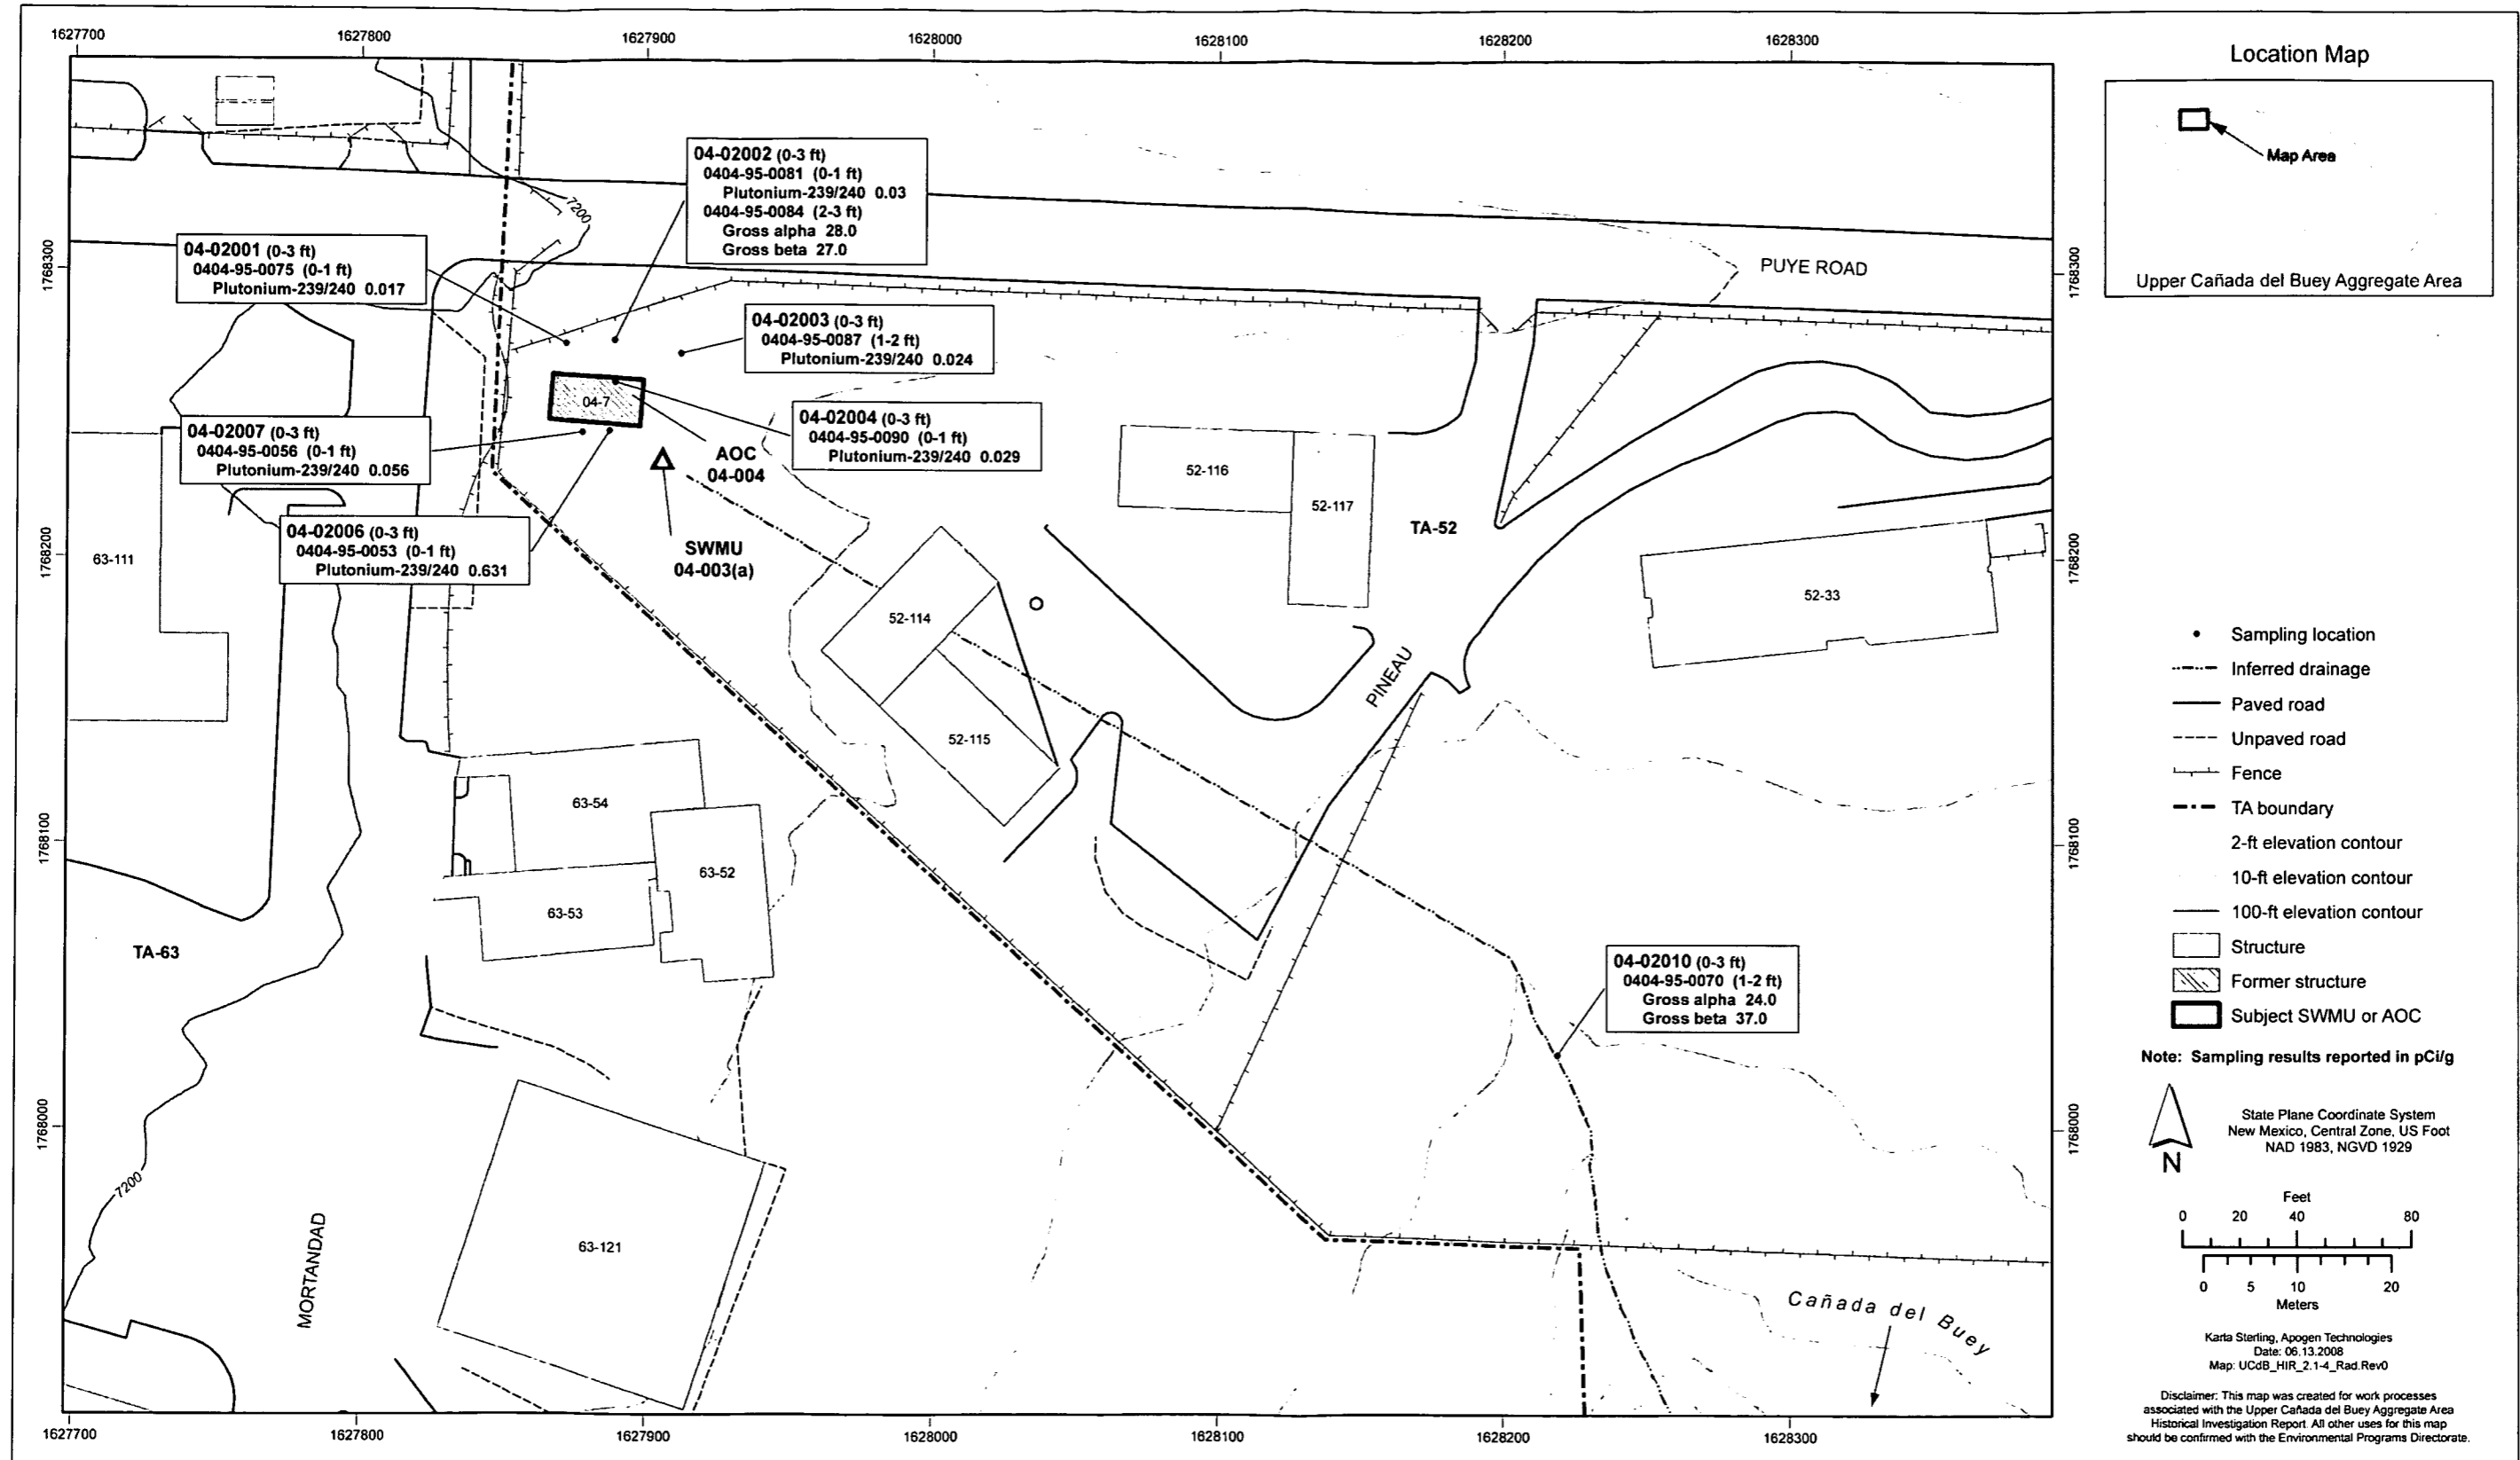 1627700
1627800
1627900
1628000
1628100
1628200
1628300
Location Map
Map Area
Upper Cañada del Buey Aggregate Area
04-02002 (0-3 ft)
0404-95-0081 (0-1 ft)
Plutonium-239/240 0.03
0404-95-0084 (2-3 ft)
Gross alpha 28.0
Gross beta 27.0
7200
04-02001 (0-3 ft)
0404-95-0075 (0-1 ft)
Plutonium-239/240 0.017
1768300
PUYE ROAD
1768300
04-02003 (0-3 ft)
0404-95-0087 (1-2 ft)
Plutonium-239/240 0.024
04-7
04-02004 (0-3 ft)
0404-95-0090 (0-1 ft)
Plutonium-239/240 0.029
04-02007 (0-3 ft)
0404-95-0056 (0-1 ft)
Plutonium-239/240 0.056
AOC
04-004
52-116
52-117
TA-52
04-02006 (0-3 ft)
0404-95-0053 (0-1 ft)
Plutonium-239/240 0.631
SWMU
04-003(a)
1768200
63-111
1768200
52-33
52-114
PINEAU
52-115
63-54
1768100
1768100
63-52
63-53
TA-63
04-02010 (0-3 ft)
0404-95-0070 (1-2 ft)
Gross alpha 24.0
Gross beta 37.0
1768000
1768000
7200
MORTANDAD
63-121
Cañada del Buey
1627700
1627800
1627900
1628000
1628100
1628200
1628300
Sampling location
Inferred drainage
Paved road
Unpaved road
Fence
TA boundary
2-ft elevation contour
10-ft elevation contour
100-ft elevation contour
Structure
Former structure
Subject SWMU or AOC
Note: Sampling results reported in pCi/g
N
State Plane Coordinate System
New Mexico, Central Zone, US Foot
NAD 1983, NGVD 1929
Feet
0 20 40 80
0 5 10 20
Meters
Karla Sterling, Apogen Technologies
Date: 06.13.2008
Map: UCdB_HIR_2.1-4_Rad.Rev0
Disclaimer: This map was created for work processes
associated with the Upper Cañada del Buey Aggregate Area
Historical Investigation Report. All other uses for this map
should be confirmed with the Environmental Programs Directorate.